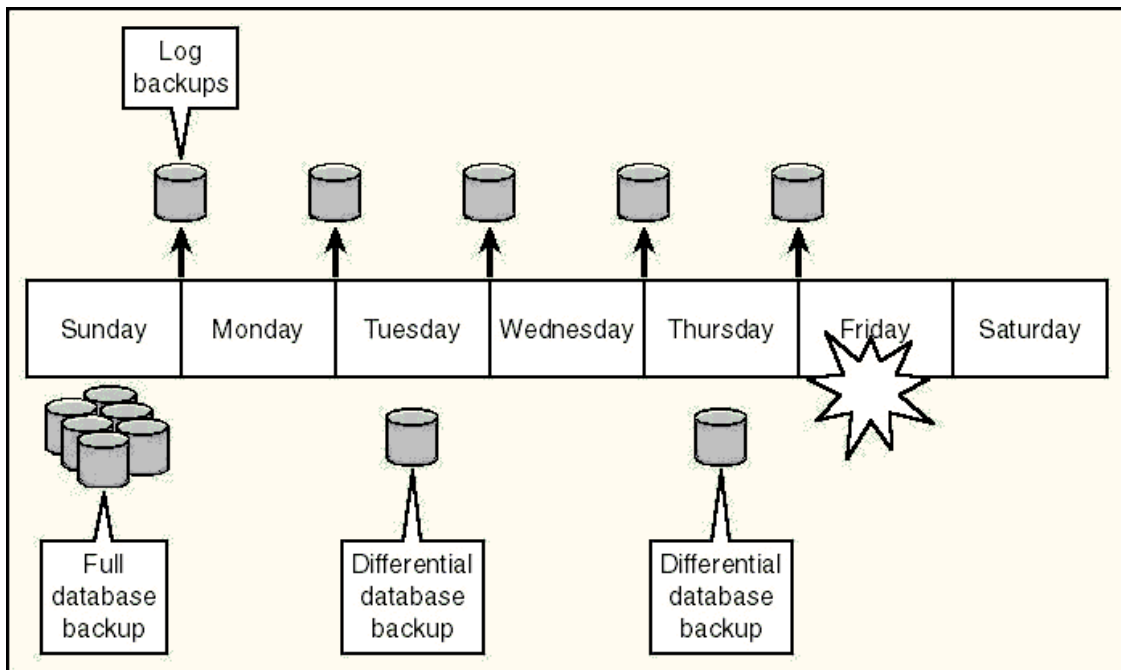 Log
backups
Sunday
Monday
Tuesday
Wednesday
Thursday
Friday
Saturday
Full
database
backup
Differential
database
backup
Differential
database
backup